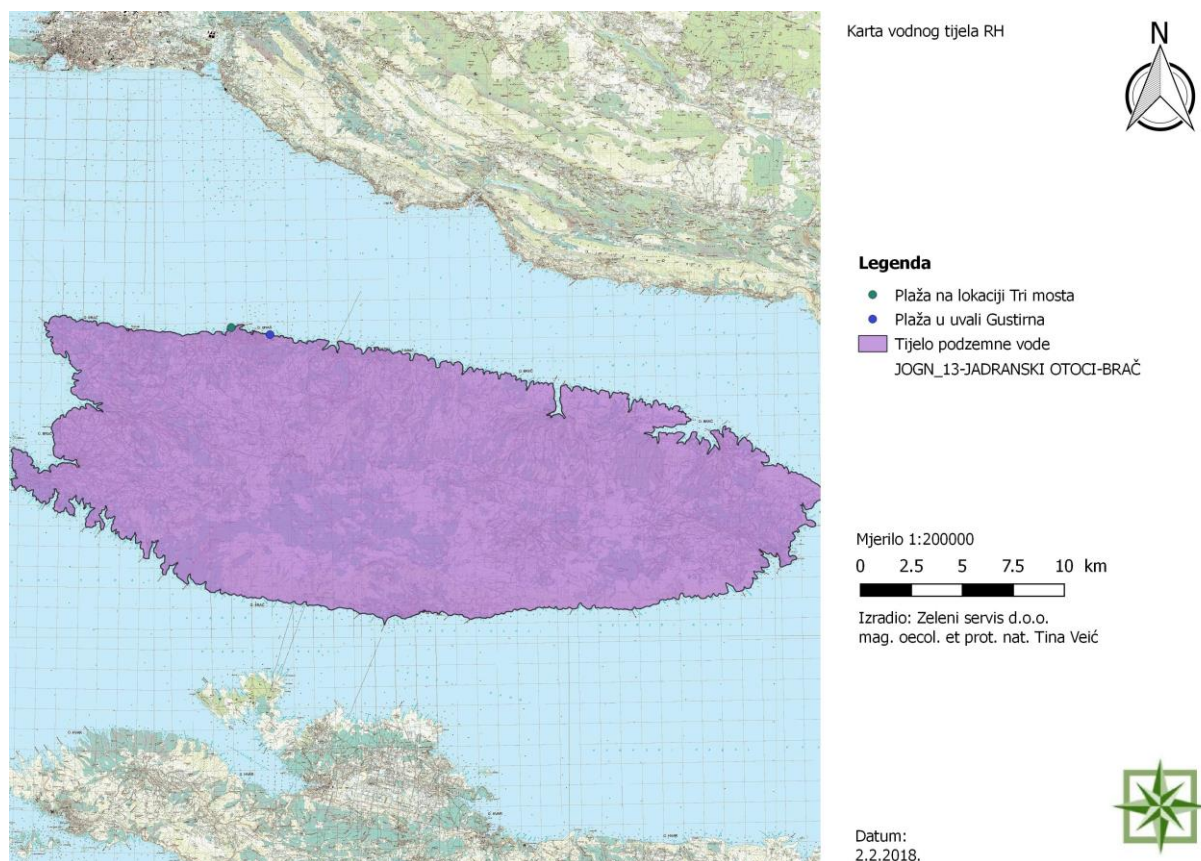 Karta vodnog tijela RH
N
Legenda
Plaža na lokaciji Tri mosta
Plaža u uvali Gustirna
Tijelo podzemne vode
JOGN_13-JADRANSKI OTOCI-BRAČ
Mjerilo 1:200000
0 2.5 5 7.5 10 km
Izradio: Zeleni servis d.o.o.
mag. oecol. et prot. nat. Tina Veić
Datum:
2.2.2018.